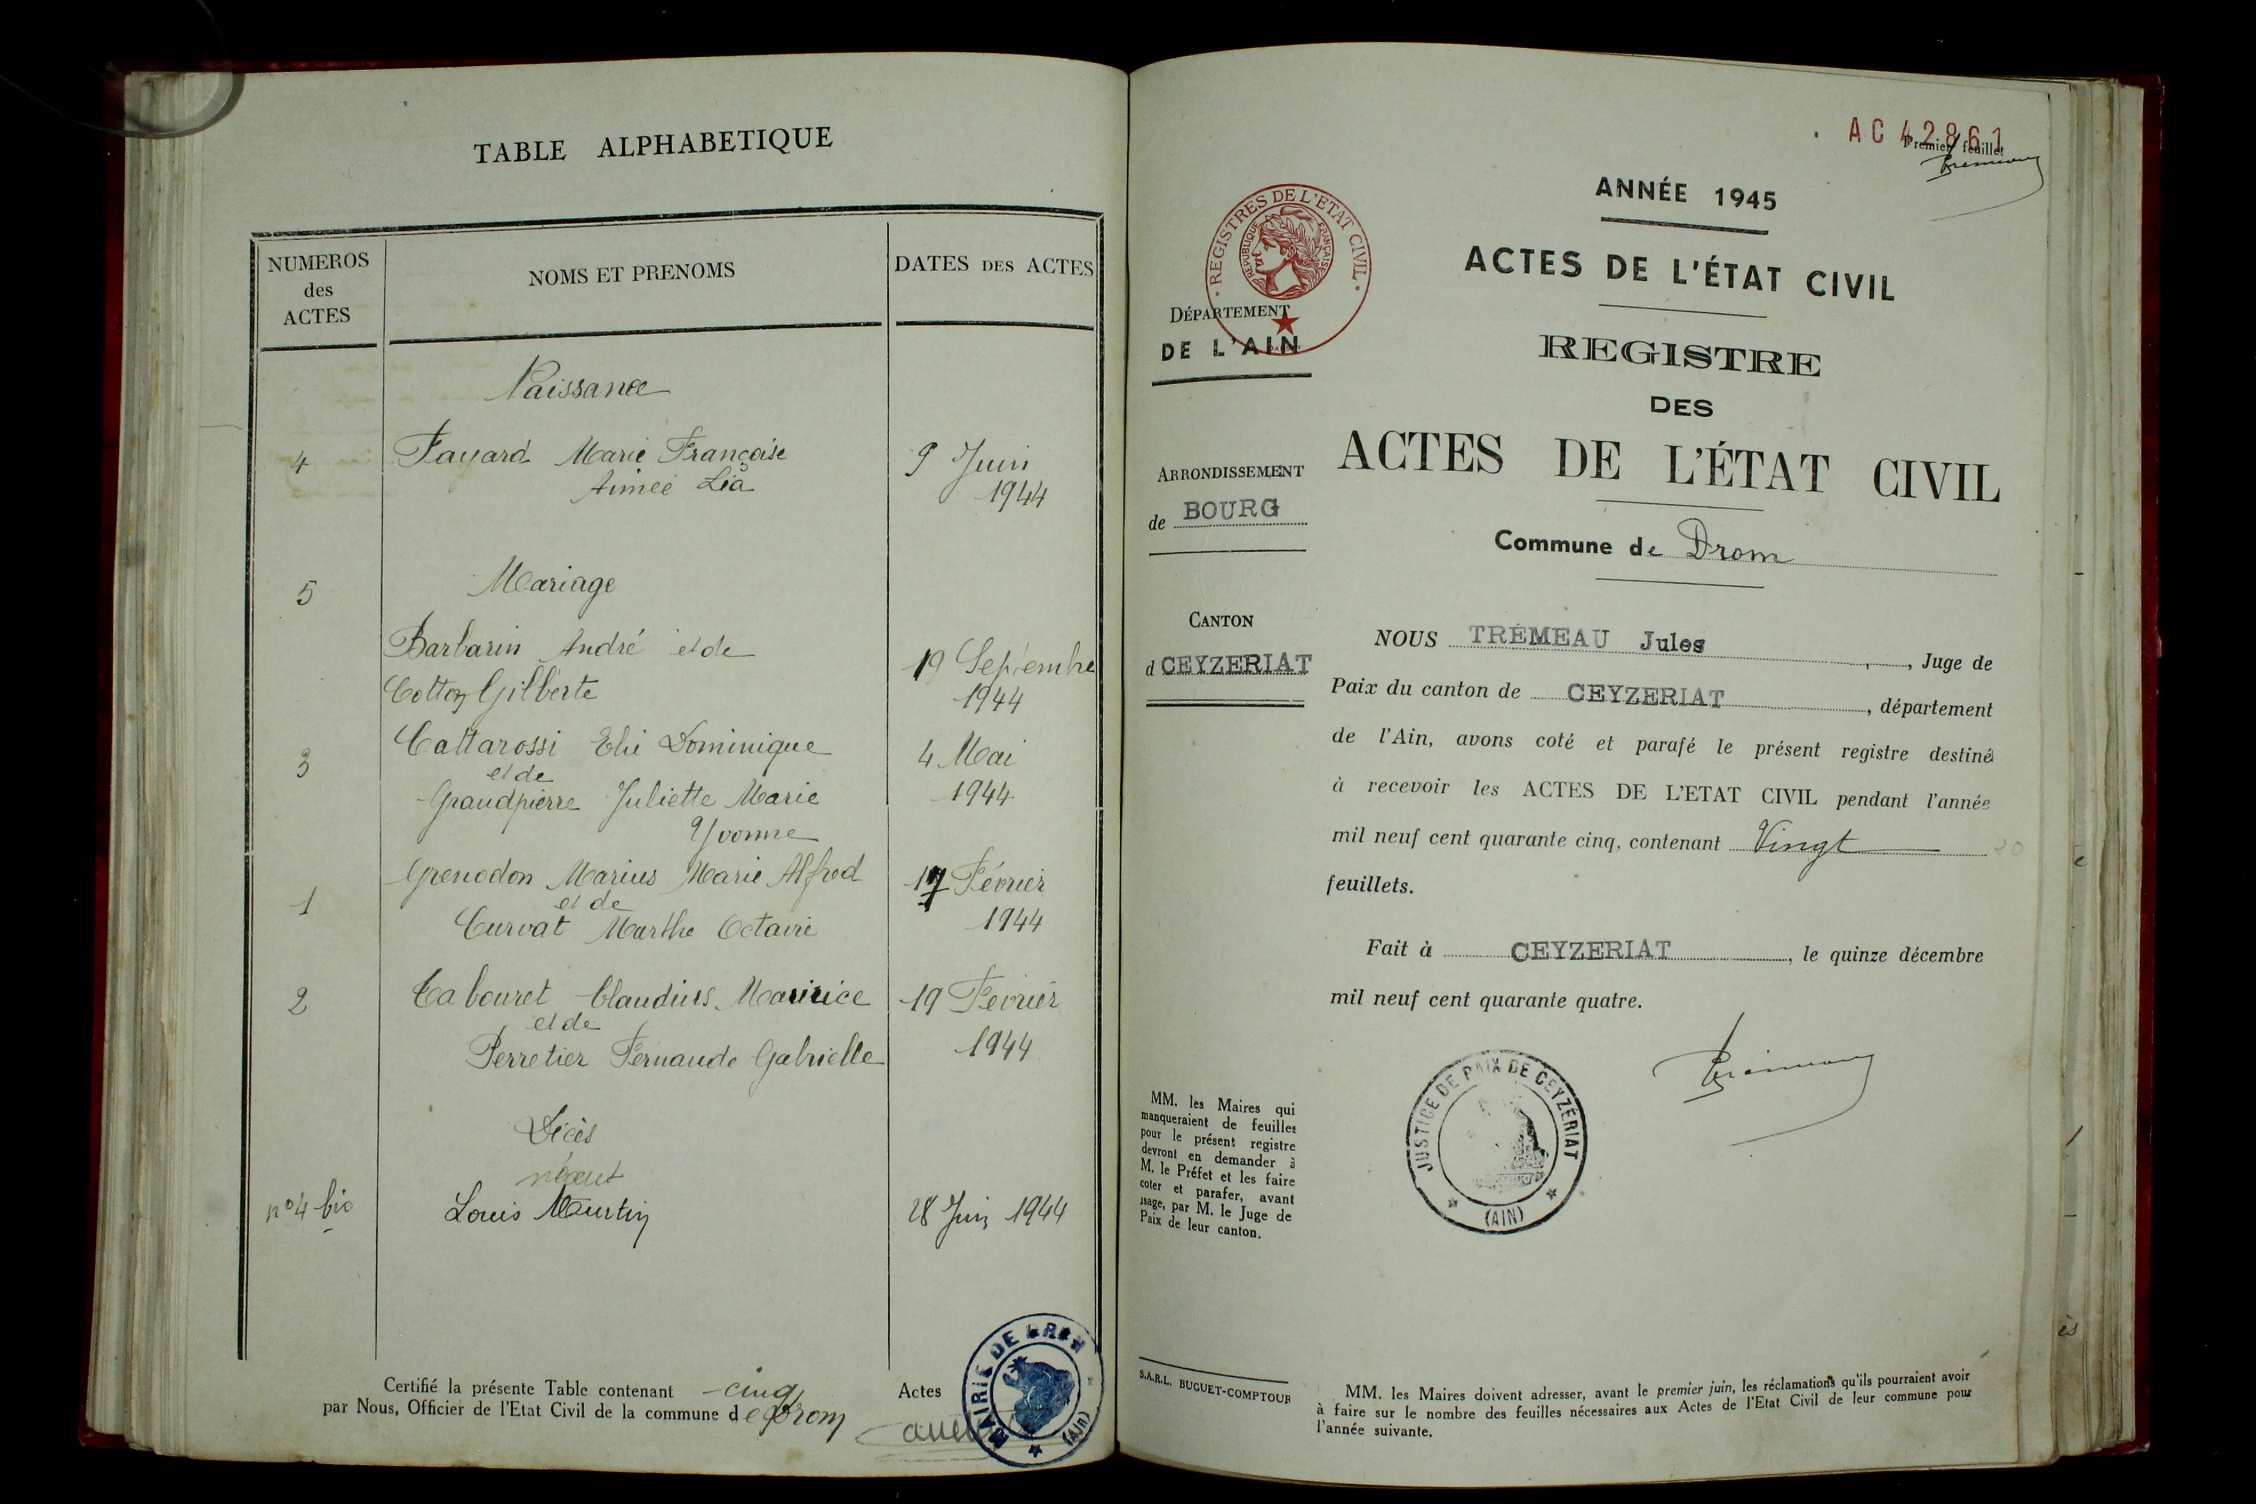 TABLE ALPHABETIQUE
NUMEROS
des
ACTES
NOMS ET PRENOMS
DATES DES ACTES
Naissance
4 Fayard Marie Françoise 9 Juin
Aimée Léa 1944
5 Mariage
Barbarin André et de 19 Septembre
Cotton Gilberte 1944
3 Cattarossi Elie Dominique 4 Mai
et de
Grandpierre Juliette Marie 1944
Yvonne
1 Grenodon Marius Marie Alfred 17 Février
et de
Curvat Marthe Octavie 1944
2 Tabouret Claudius Maurice 19 Février
et de
Perretier Fernande Gabrielle 1944
Décès
néant
n°4 bis Louis Martin 28 Juin 1944
Certifié la présente Table contenant cinq Actes
par Nous, Officier de l'Etat Civil de la commune de Drom
MAIRIE DE DROM
(AIN)
AC 42861
Premier feuillet
ANNÉE 1945
REGISTRES DE L'ETAT CIVIL
REPUBLIQUE FRANÇAISE
ACTES DE L'ÉTAT CIVIL
DÉPARTEMENT
DE L'AIN
REGISTRE
DES
ACTES DE L'ÉTAT CIVIL
ARRONDISSEMENT
de BOURG
Commune de Drom
CANTON
d CEYZERIAT
NOUS TRÉMEAU Jules, Juge de
Paix du canton de CEYZERIAT, département
de l'Ain, avons coté et parafé le présent registre destiné
à recevoir les ACTES DE L'ETAT CIVIL pendant l'année
mil neuf cent quarante cinq, contenant Vingt 20
feuillets.
Fait à CEYZERIAT, le quinze décembre
mil neuf cent quarante quatre.
JUSTICE DE PAIX DE CEYZÉRIAT
(AIN)
MM. les Maires qui
manqueraient de feuilles
pour le présent registre
devront en demander à
M. le Préfet et les faire
coter et parafer, avant
usage, par M. le Juge de
Paix de leur canton.
S.A.R.L. BUGUET-COMPTOUR
MM. les Maires doivent adresser, avant le premier juin, les réclamations qu'ils pourraient avoir
à faire sur le nombre des feuilles nécessaires aux Actes de l'Etat Civil de leur commune pour
l'année suivante.